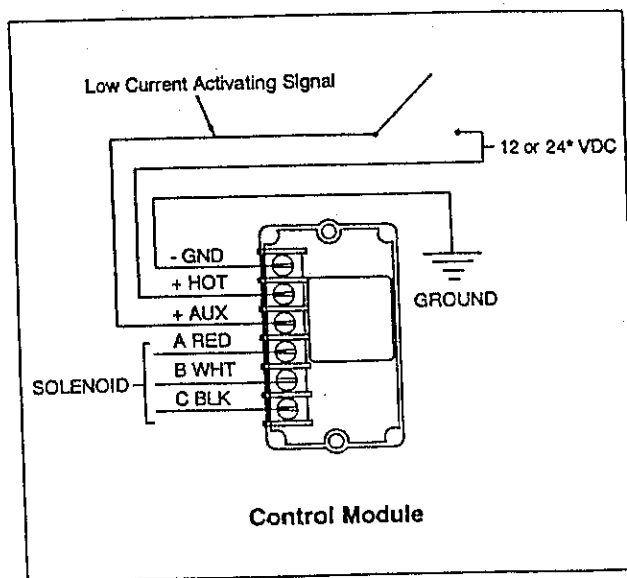 Low Current Activating Signal
12 or 24* VDC
- GND
+ HOT
+ AUX
A RED
B WHT
C BLK
SOLENOID
GROUND
Control Module